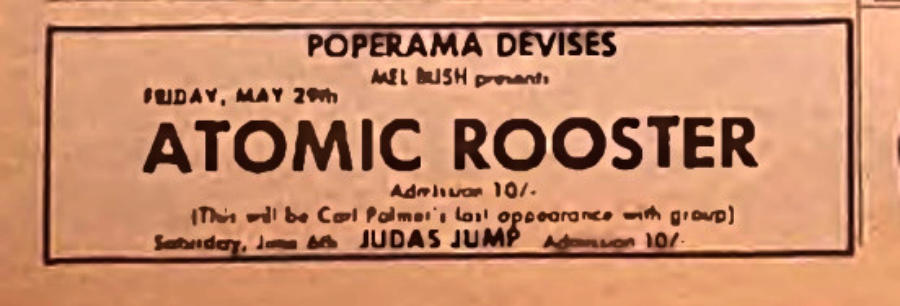 POPERAMA DEVISES
MEL BUSH presents
FRIDAY, MAY 29th
ATOMIC ROOSTER
Admission 10/-
(This will be Carl Palmer's last appearance with group)
Saturday, June 6th JUDAS JUMP Admission 10/-